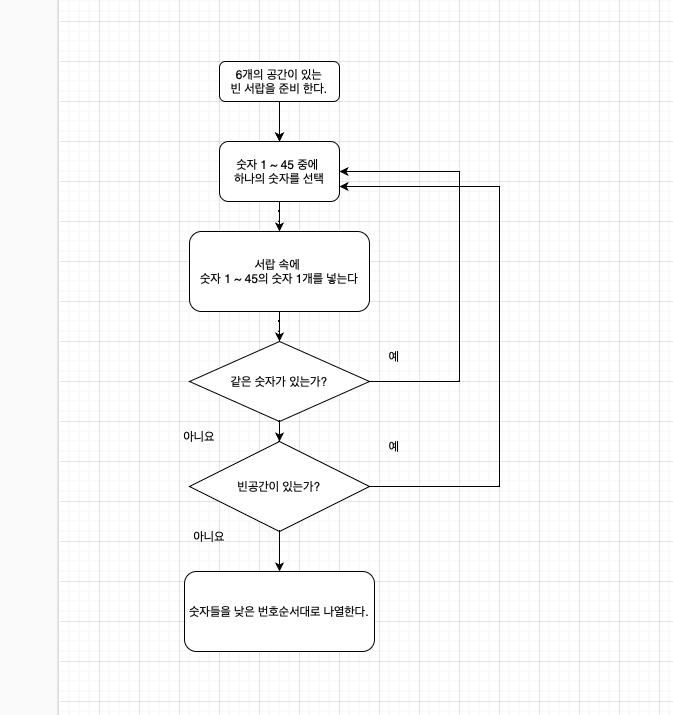 6개의 공간이 있는
빈 서랍을 준비 한다.
숫자 1 ~ 45 중에
하나의 숫자를 선택
서랍 속에
숫자 1 ~ 45의 숫자 1개를 넣는다
예
같은 숫자가 있는가?
아니요
예
빈공간이 있는가?
아니요
숫자들을 낮은 번호순서대로 나열한다.